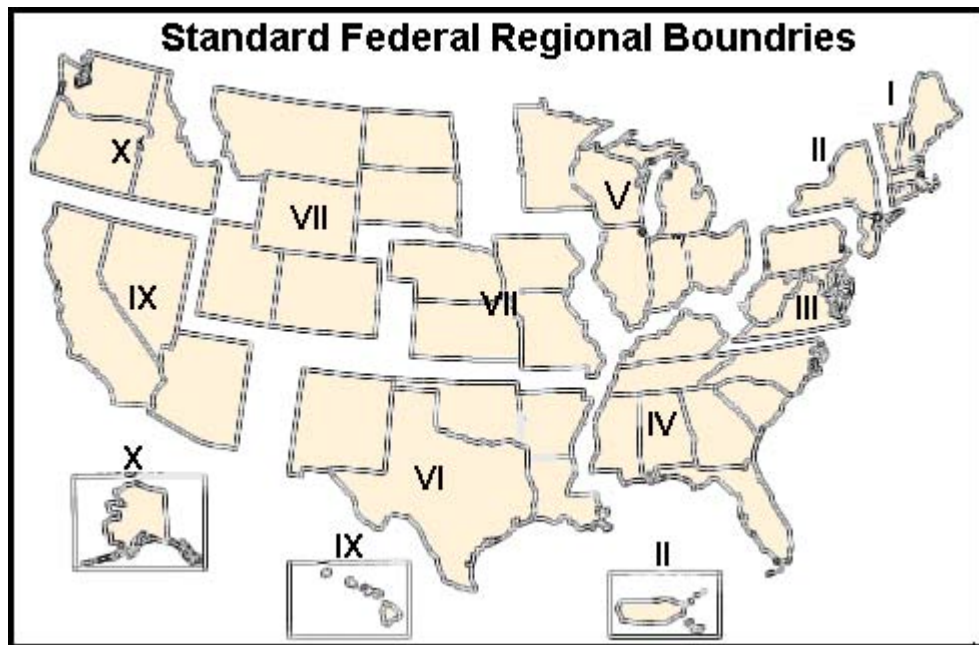 Standard Federal Regional Boundries
I
II
X
V
VII
IX
VII
III
IV
VI
X
IX
II